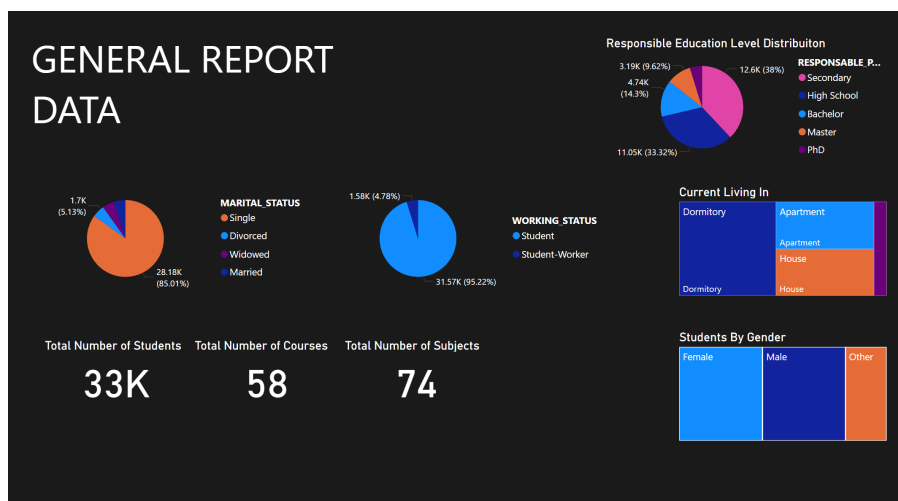 GENERAL REPORT
DATA
Responsible Education Level Distribuiton
3.19K (9.62%)
4.74K
(14.3%)
12.6K (38%)
11.05K (33.32%)
RESPONSABLE_P...
Secondary
High School
Bachelor
Master
PhD
1.7K
(5.13%)
28.18K
(85.01%)
MARITAL_STATUS
Single
Divorced
Widowed
Married
1.58K (4.78%)
31.57K (95.22%)
WORKING_STATUS
Student
Student-Worker
Current Living In
Dormitory
Dormitory
Apartment
Apartment
House
House
Total Number of Students
33K
Total Number of Courses
58
Total Number of Subjects
74
Students By Gender
Female
Male
Other